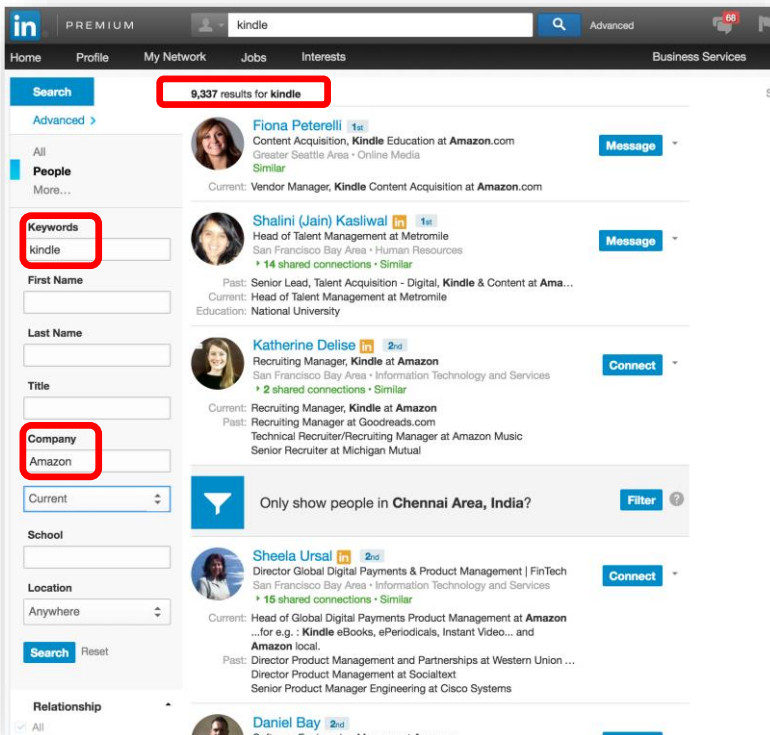 in PREMIUM kindle Advanced 68
Home Profile My Network Jobs Interests Business Services
Search
Advanced >
All
People
More...
Keywords
kindle
First Name
Last Name
Title
Company
Amazon
Current
School
Location
Anywhere
Search Reset
Relationship
All
9,337 results for kindle
Fiona Peterelli 1st
Content Acquisition, Kindle Education at Amazon.com
Greater Seattle Area • Online Media
Similar
Current: Vendor Manager, Kindle Content Acquisition at Amazon.com
Message
Shalini (Jain) Kasliwal in 1st
Head of Talent Management at Metromile
San Francisco Bay Area • Human Resources
14 shared connections • Similar
Past: Senior Lead, Talent Acquisition - Digital, Kindle & Content at Ama...
Current: Head of Talent Management at Metromile
Education: National University
Message
Katherine Delise in 2nd
Recruiting Manager, Kindle at Amazon
San Francisco Bay Area • Information Technology and Services
2 shared connections • Similar
Current: Recruiting Manager, Kindle at Amazon
Past: Recruiting Manager at Goodreads.com
Technical Recruiter/Recruiting Manager at Amazon Music
Senior Recruiter at Michigan Mutual
Connect
Only show people in Chennai Area, India?
Filter ?
Sheela Ursal in 2nd
Director Global Digital Payments & Product Management | FinTech
San Francisco Bay Area • Information Technology and Services
15 shared connections • Similar
Current: Head of Global Digital Payments Product Management at Amazon
...for e.g. : Kindle eBooks, ePeriodicals, Instant Video... and
Amazon local.
Past: Director Product Management and Partnerships at Western Union ...
Director Product Management at Socialtext
Senior Product Manager Engineering at Cisco Systems
Connect
Daniel Bay 2nd